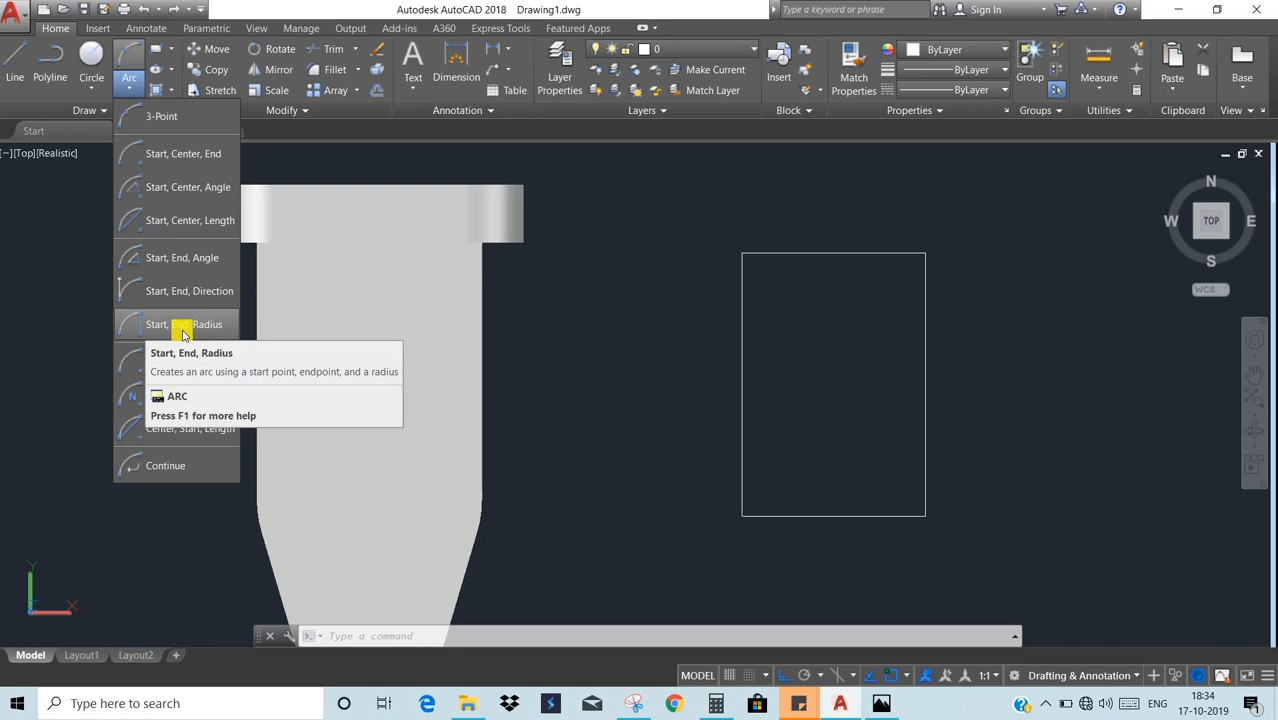 Autodesk AutoCAD 2018 Drawing1.dwg
Type a keyword or phrase
Sign In
Home Insert Annotate Parametric View Manage Output Add-ins A360 Express Tools Featured Apps
Line Polyline Circle Arc
Move Rotate Trim
Copy Mirror Fillet
Stretch Scale Array
Text Dimension Table
Layer Properties
0
Make Current
Match Layer
Insert
Match Properties
ByLayer
ByLayer
ByLayer
Group
Measure
Paste
Base
Draw Modify Annotation Layers Block Properties Groups Utilities Clipboard View
Start
[−][Top][Realistic]
3-Point
Start, Center, End
Start, Center, Angle
Start, Center, Length
Start, End, Angle
Start, End, Direction
Start, End, Radius
Start, End, Radius
Creates an arc using a start point, endpoint, and a radius
ARC
Press F1 for more help
N
Center, Start, Length
Continue
N
W TOP E
S
WCS
Y
X
Type a command
Model Layout1 Layout2 +
MODEL 1:1 Drafting & Annotation
Type here to search
ENG
18:34
17-10-2019